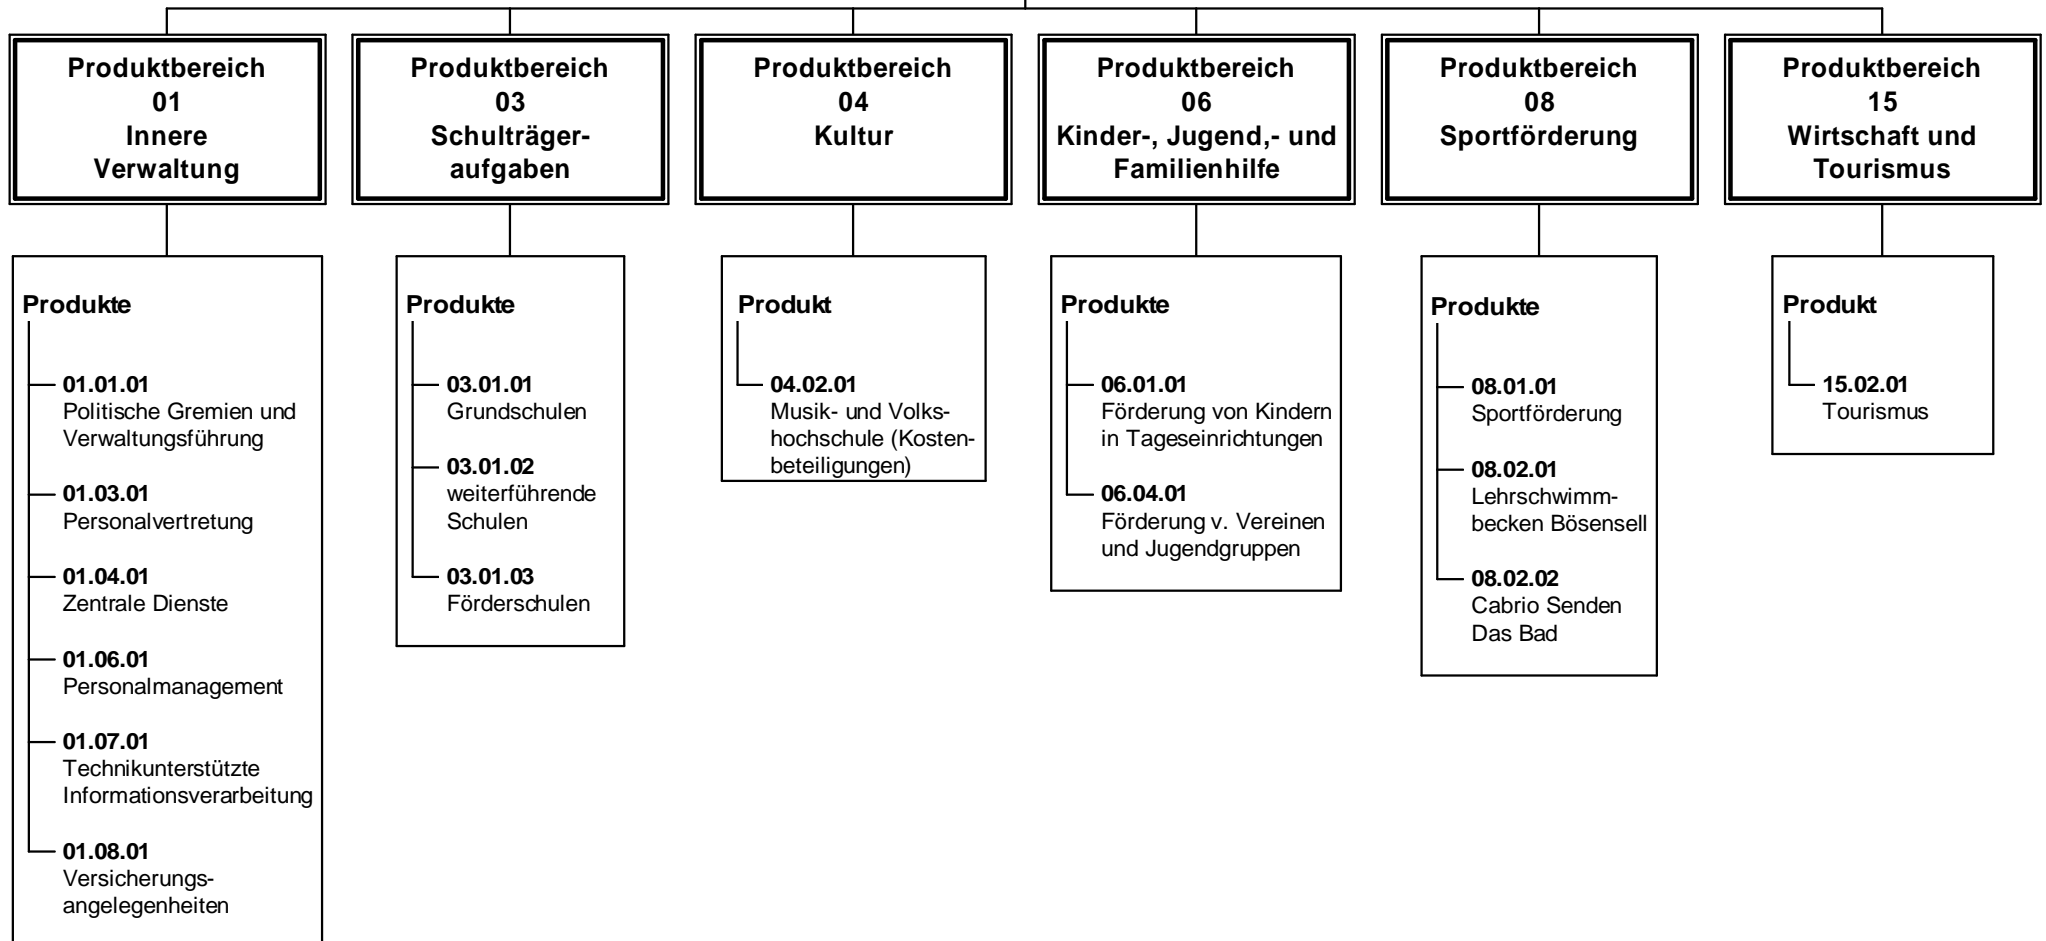 Produktbereich
01
Innere
Verwaltung
Produktbereich
03
Schulträger-
aufgaben
Produktbereich
04
Kultur
Produktbereich
06
Kinder-, Jugend,- und
Familienhilfe
Produktbereich
08
Sportförderung
Produktbereich
15
Wirtschaft und
Tourismus
Produkte
01.01.01
Politische Gremien und
Verwaltungsführung
01.03.01
Personalvertretung
01.04.01
Zentrale Dienste
01.06.01
Personalmanagement
01.07.01
Technikunterstützte
Informationsverarbeitung
01.08.01
Versicherungs-
angelegenheiten
Produkte
03.01.01
Grundschulen
03.01.02
weiterführende
Schulen
03.01.03
Förderschulen
Produkt
04.02.01
Musik- und Volks-
hochschule (Kosten-
beteiligungen)
Produkte
06.01.01
Förderung von Kindern
in Tageseinrichtungen
06.04.01
Förderung v. Vereinen
und Jugendgruppen
Produkte
08.01.01
Sportförderung
08.02.01
Lehrschwimm-
becken Bösensell
08.02.02
Cabrio Senden
Das Bad
Produkt
15.02.01
Tourismus